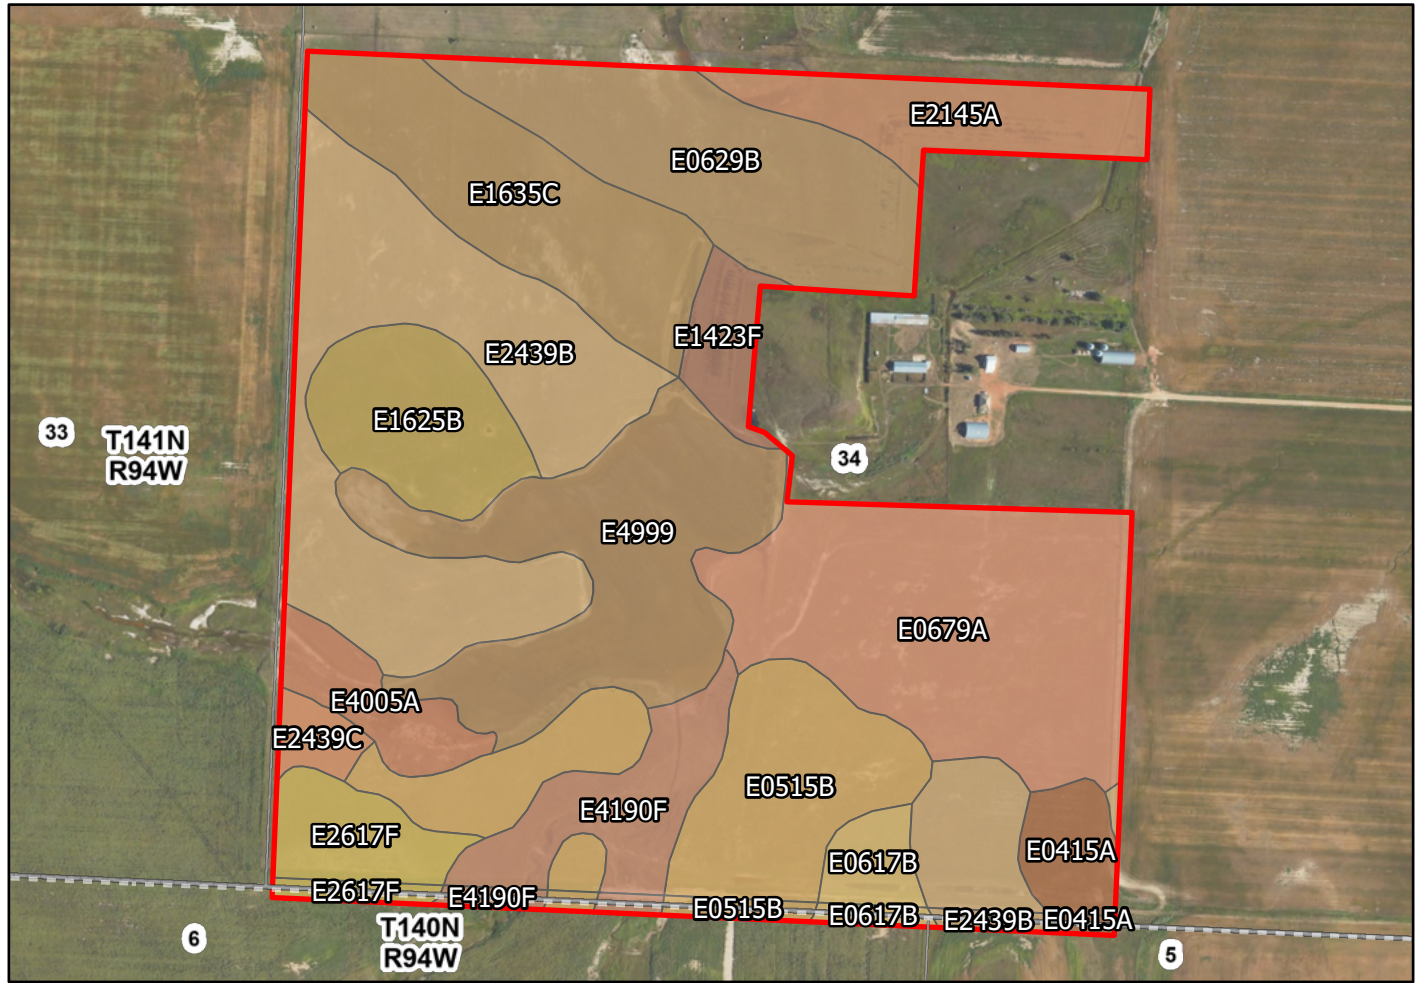 E2145A
E0629B
E1635C
E1423F
E2439B
E1625B
33
T141N
R94W
34
E4999
E0679A
E4005A
E2439C
E0515B
E4190F
E2617F
E0617B
E0415A
E2617F
E4190F
E0515B
E0617B
E2439B
E0415A
T140N
R94W
6
5